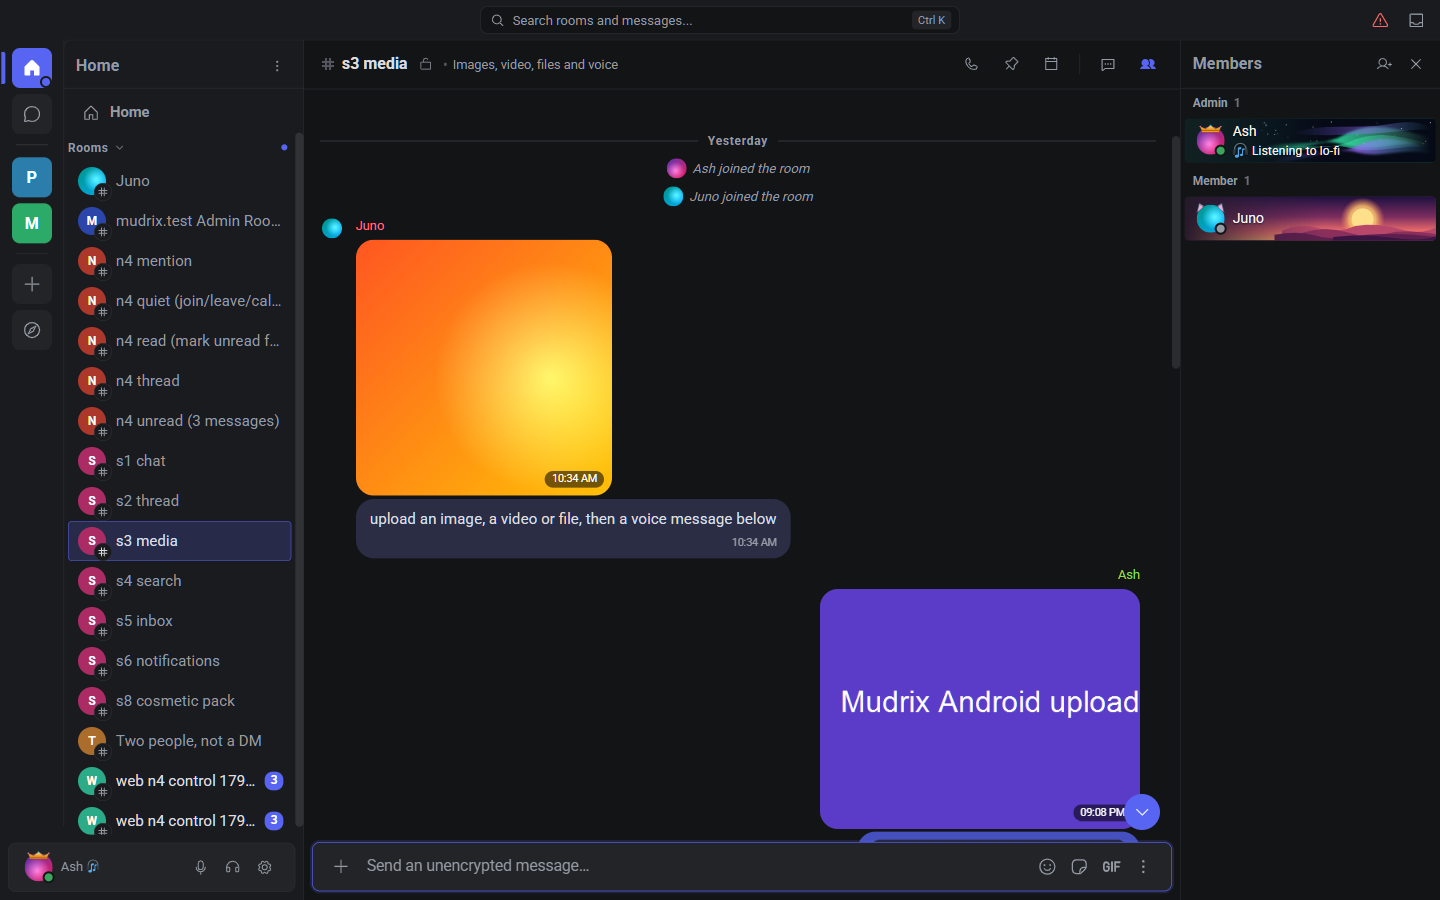 Search rooms and messages...
Ctrl K
Home
Home
Rooms
P
M
Juno
M
mudrix.test Admin Roo...
N
n4 mention
N
n4 quiet (join/leave/cal...
N
n4 read (mark unread f...
N
n4 thread
N
n4 unread (3 messages)
S
s1 chat
S
s2 thread
S
s3 media
S
s4 search
S
s5 inbox
S
s6 notifications
S
s8 cosmetic pack
T
Two people, not a DM
W
web n4 control 179...
3
W
web n4 control 179...
3
Ash
# s3 media
• Images, video, files and voice
Yesterday
Ash joined the room
Juno joined the room
Juno
10:34 AM
upload an image, a video or file, then a voice message below
10:34 AM
Ash
Mudrix Android upload
09:08 PM
Send an unencrypted message...
GIF
Members
Admin 1
Ash
Listening to lo-fi
Member 1
Juno